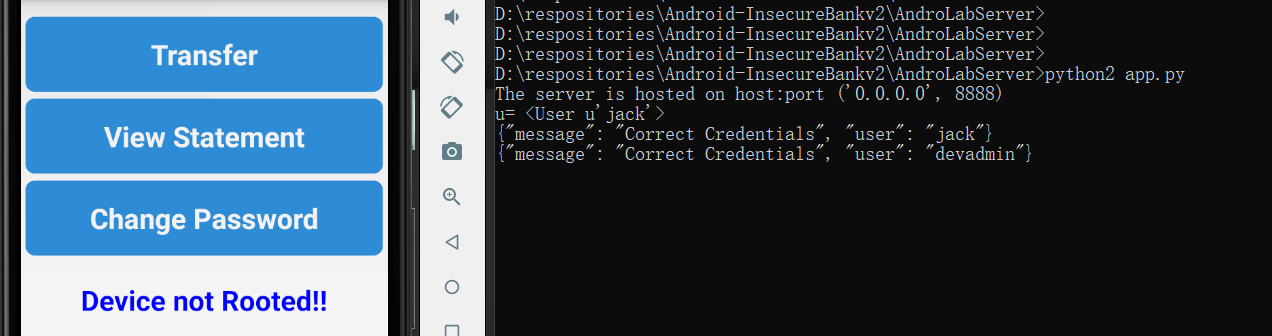 Transfer
View Statement
Change Password
Device not Rooted!!
D:\respositories\Android-InsecureBankv2\AndroLabServer>
D:\respositories\Android-InsecureBankv2\AndroLabServer>
D:\respositories\Android-InsecureBankv2\AndroLabServer>
D:\respositories\Android-InsecureBankv2\AndroLabServer>python2 app.py
The server is hosted on host:port ('0.0.0.0', 8888)
u= <User u'jack'>
{"message": "Correct Credentials", "user": "jack"}
{"message": "Correct Credentials", "user": "devadmin"}